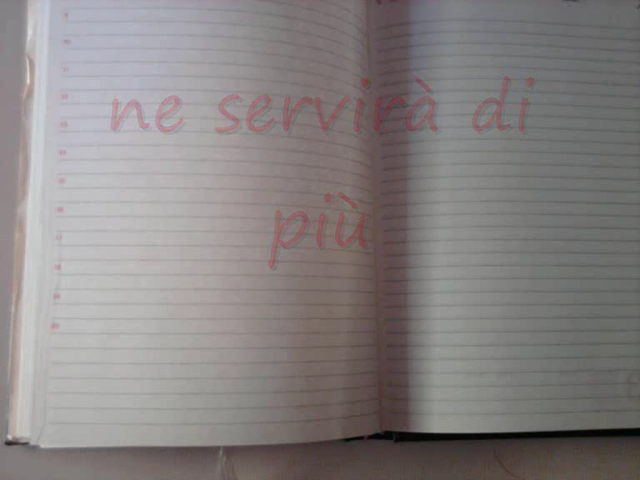 ne servirà di
più